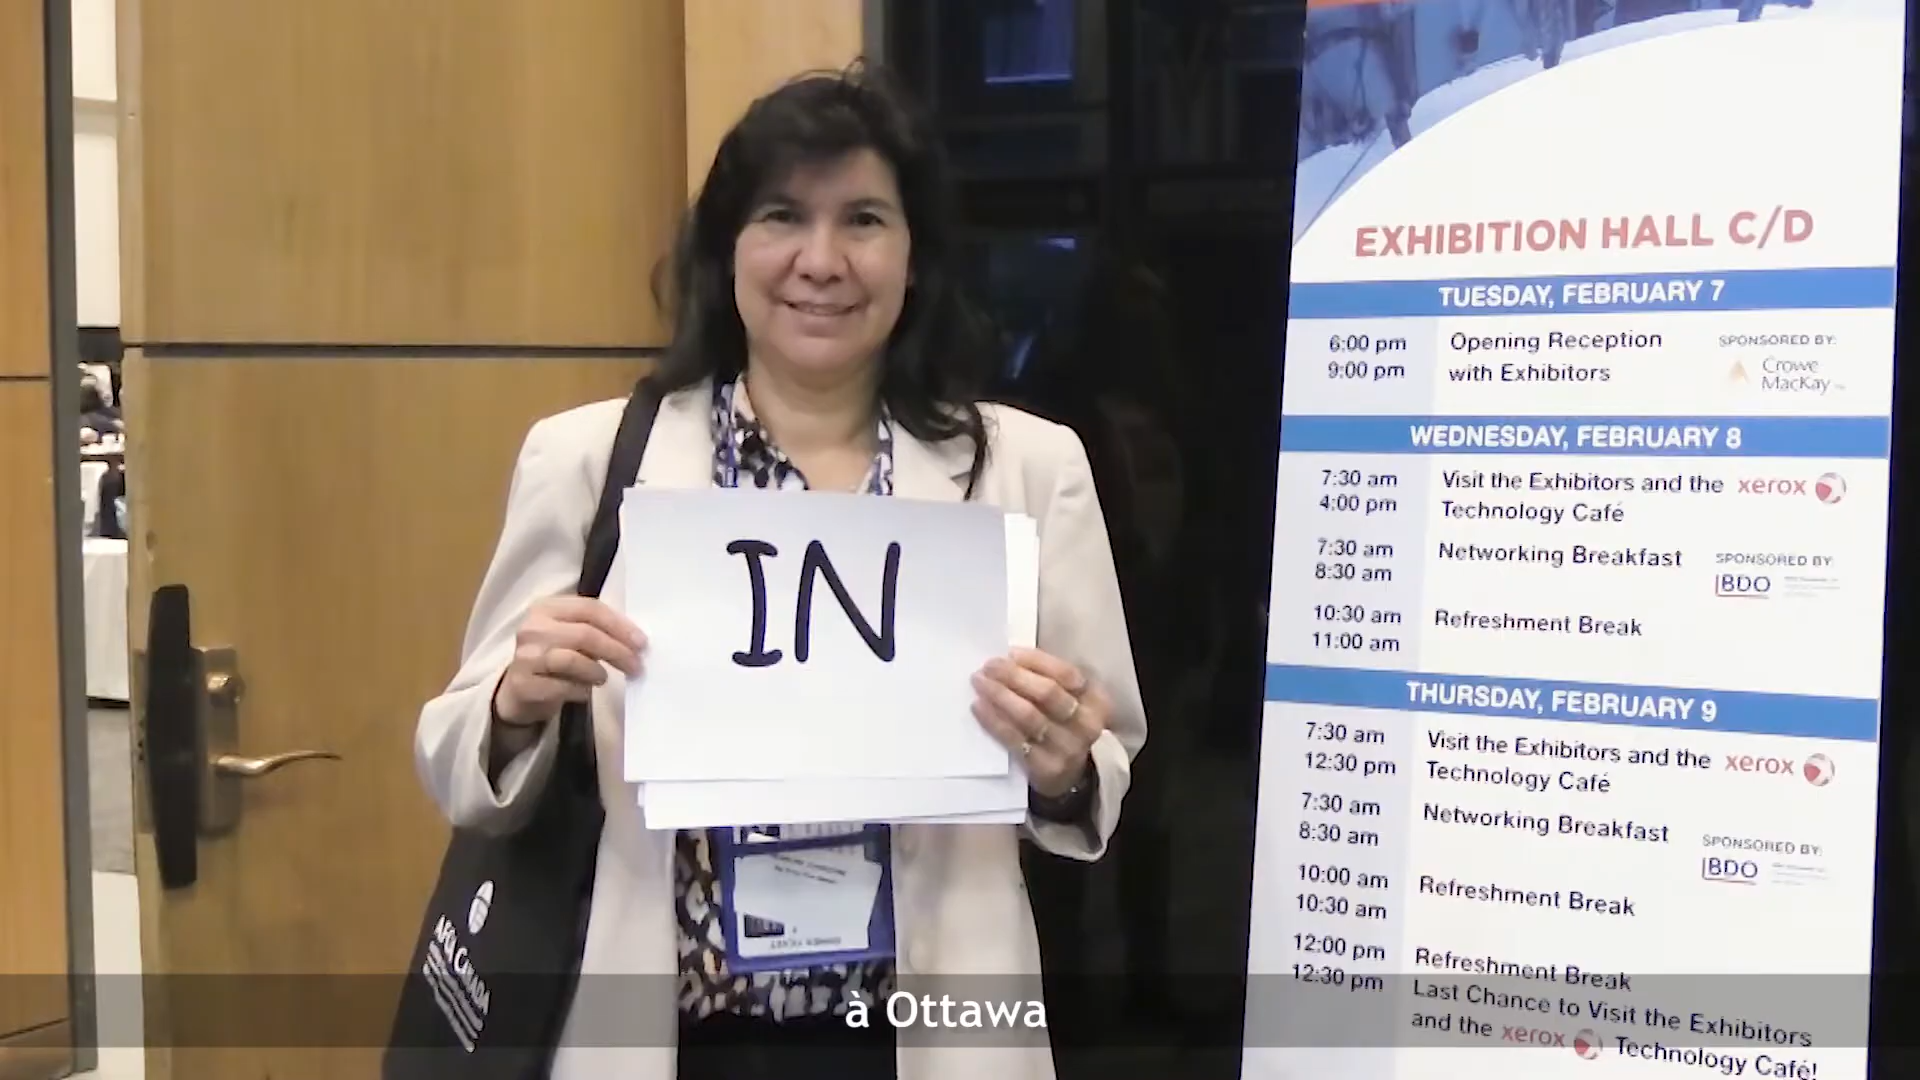 EXHIBITION HALL C/D
TUESDAY, FEBRUARY 7
6:00 pm
9:00 pm
Opening Reception
with Exhibitors
SPONSORED BY:
Crowe
MacKay
WEDNESDAY, FEBRUARY 8
7:30 am
4:00 pm
Visit the Exhibitors and the xerox
Technology Café
7:30 am
8:30 am
Networking Breakfast
SPONSORED BY:
BDO
10:30 am
11:00 am
Refreshment Break
THURSDAY, FEBRUARY 9
7:30 am
12:30 pm
Visit the Exhibitors and the xerox
Technology Café
7:30 am
8:30 am
Networking Breakfast
SPONSORED BY:
BDO
10:00 am
10:30 am
Refreshment Break
12:00 pm
12:30 pm
Refreshment Break
Last Chance to Visit the Exhibitors
and the xerox Technology Café!
IN
AFOA CANADA
à Ottawa